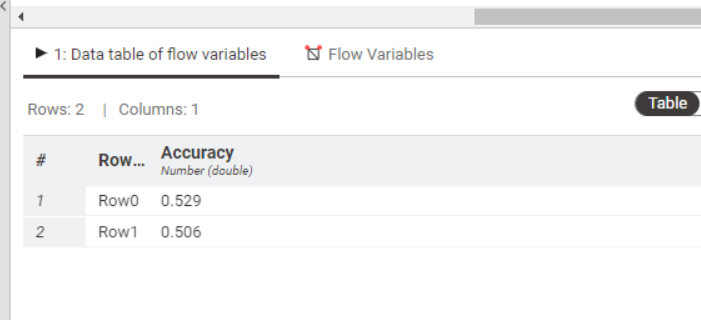 1: Data table of flow variables Flow Variables
Rows: 2 | Columns: 1 Table
# Row... Accuracy
Number (double)
1 Row0 0.529
2 Row1 0.506